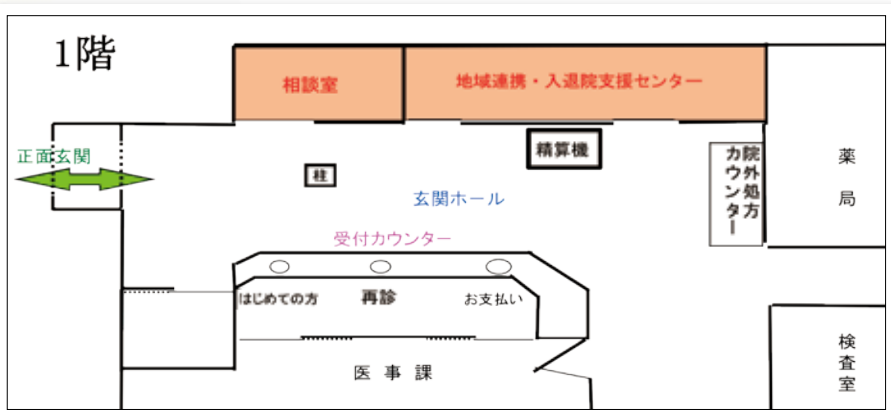 1階
相談室
地域連携・入退院支援センター
正面玄関
精算機
院外処方
カウンター
薬局
柱
玄関ホール
受付カウンター
はじめての方
再診
お支払い
医事課
検査室